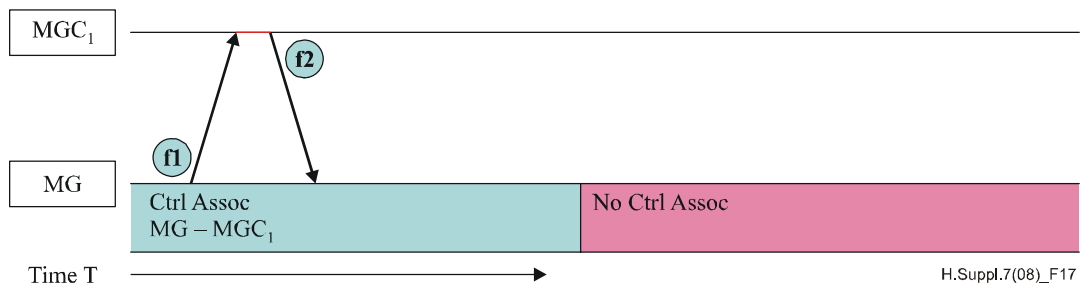 MGC₁
f2
f1
MG
Ctrl Assoc
MG – MGC₁
No Ctrl Assoc
Time T
H.Suppl.7(08)_F17